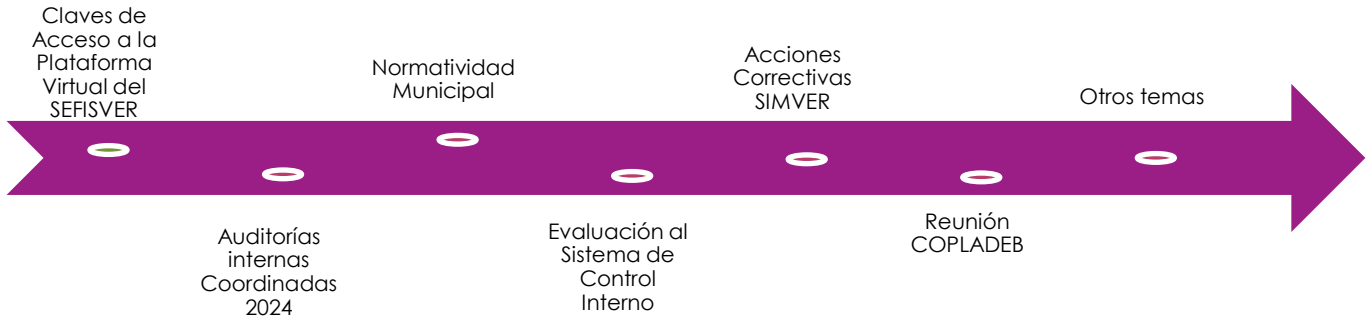 Claves de
Acceso a la
Plataforma
Virtual del
SEFISVER
Auditorías
internas
Coordinadas
2024
Normatividad
Municipal
Evaluación al
Sistema de
Control
Interno
Acciones
Correctivas
SIMVER
Reunión
COPLADEB
Otros temas